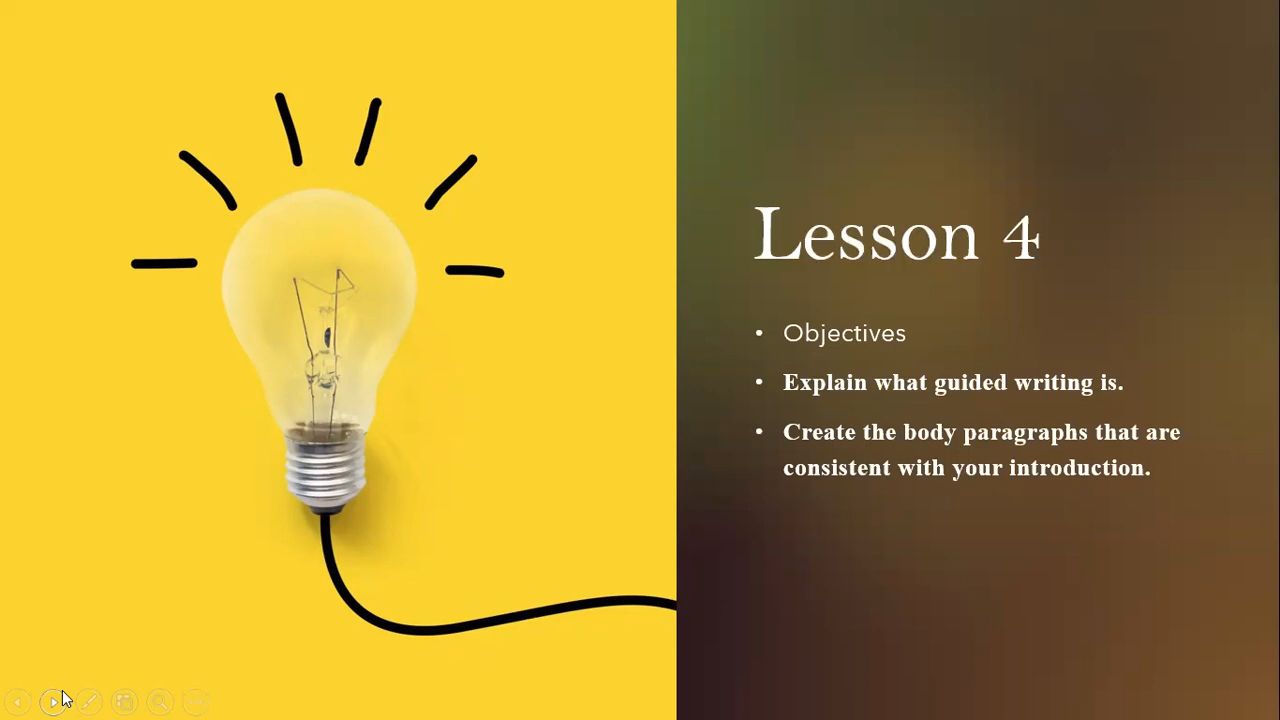 Lesson 4
• Objectives
• Explain what guided writing is.
• Create the body paragraphs that are
consistent with your introduction.